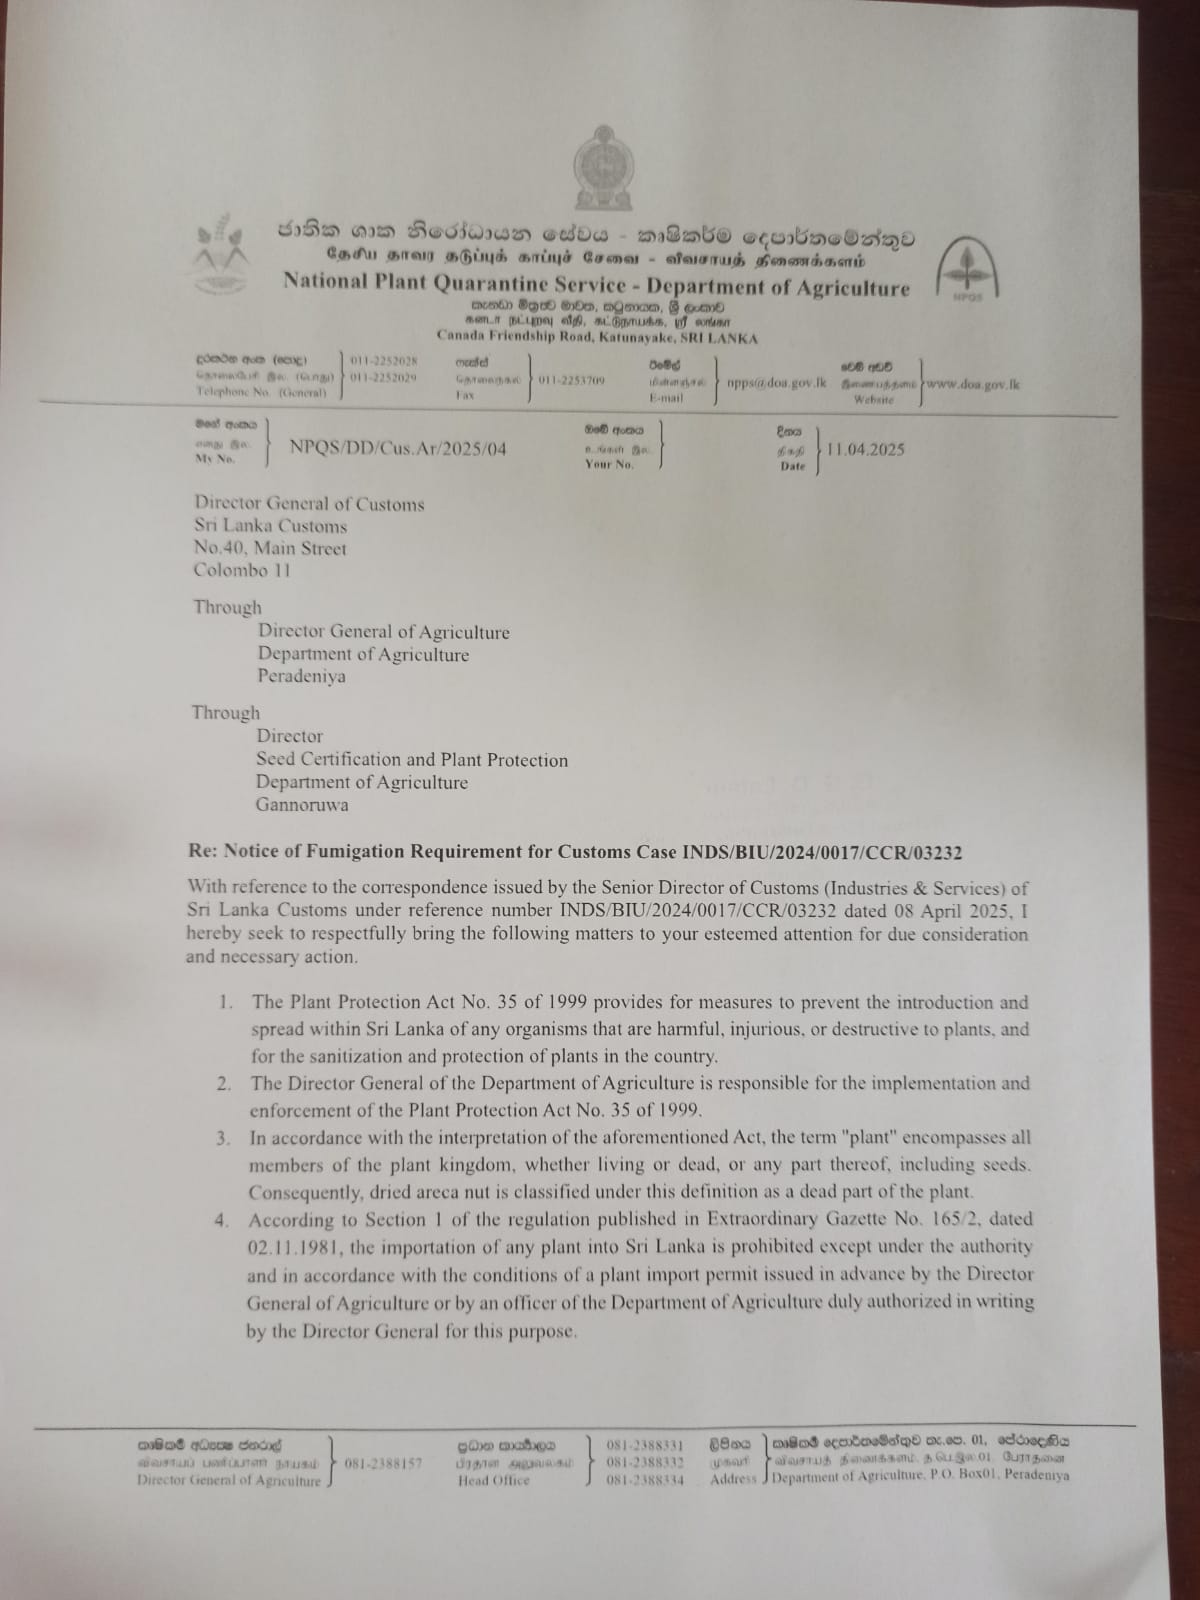 ජාතික ශාක නිරෝධායන සේවය - කෘෂිකර්ම දෙපාර්තමේන්තුව
தேசிய தாவர தடுப்புக் காப்புச் சேவை - விவசாயத் திணைக்களம்
National Plant Quarantine Service - Department of Agriculture
NPQS
කැනඩා මිත්‍රත්ව මාවත, කටුනායක, ශ්‍රී ලංකාව
கனடா நட்புறவு வீதி, கட்டுநாயக்க, ஸ்ரீ லங்கா
Canada Friendship Road, Katunayake, SRI LANKA
දුරකථන අංක (පොදු) 011-2252028 ෆැක්ස් ඊමේල් වෙබ් අඩවි
தொலைபேசி இல. (பொது) 011-2252029 தொலைநகல் 011-2253709 மின்னஞ்சல் npps@doa.gov.lk இணையத்தளம் www.doa.gov.lk
Telephone No. (General) Fax E-mail Website
මගේ අංකය ඔබේ අංකය දිනය
எனது இல. NPQS/DD/Cus.Ar/2025/04 உங்கள் இல. திகதி 11.04.2025
My No. Your No. Date
Director General of Customs
Sri Lanka Customs
No.40, Main Street
Colombo 11
Through
Director General of Agriculture
Department of Agriculture
Peradeniya
Through
Director
Seed Certification and Plant Protection
Department of Agriculture
Gannoruwa
Re: Notice of Fumigation Requirement for Customs Case INDS/BIU/2024/0017/CCR/03232
With reference to the correspondence issued by the Senior Director of Customs (Industries & Services) of
Sri Lanka Customs under reference number INDS/BIU/2024/0017/CCR/03232 dated 08 April 2025, I
hereby seek to respectfully bring the following matters to your esteemed attention for due consideration
and necessary action.
1. The Plant Protection Act No. 35 of 1999 provides for measures to prevent the introduction and
spread within Sri Lanka of any organisms that are harmful, injurious, or destructive to plants, and
for the sanitization and protection of plants in the country.
2. The Director General of the Department of Agriculture is responsible for the implementation and
enforcement of the Plant Protection Act No. 35 of 1999.
3. In accordance with the interpretation of the aforementioned Act, the term "plant" encompasses all
members of the plant kingdom, whether living or dead, or any part thereof, including seeds.
Consequently, dried areca nut is classified under this definition as a dead part of the plant.
4. According to Section 1 of the regulation published in Extraordinary Gazette No. 165/2, dated
02.11.1981, the importation of any plant into Sri Lanka is prohibited except under the authority
and in accordance with the conditions of a plant import permit issued in advance by the Director
General of Agriculture or by an officer of the Department of Agriculture duly authorized in writing
by the Director General for this purpose.
කෘෂිකර්ම අධ්‍යක්ෂ ජනරාල් ප්‍රධාන කාර්යාලය 081-2388331 ලිපිනය කෘෂිකර්ම දෙපාර්තමේන්තුව තැ.පෙ. 01, පේරාදෙණිය
விவசாயப் பணிப்பாளர் நாயகம் 081-2388157 பிரதான அலுவலகம் 081-2388332 முகவரி விவசாயத் திணைக்களம், த.பெ.இல.01, பேராதனை
Director General of Agriculture Head Office 081-2388334 Address Department of Agriculture, P.O. Box01, Peradeniya